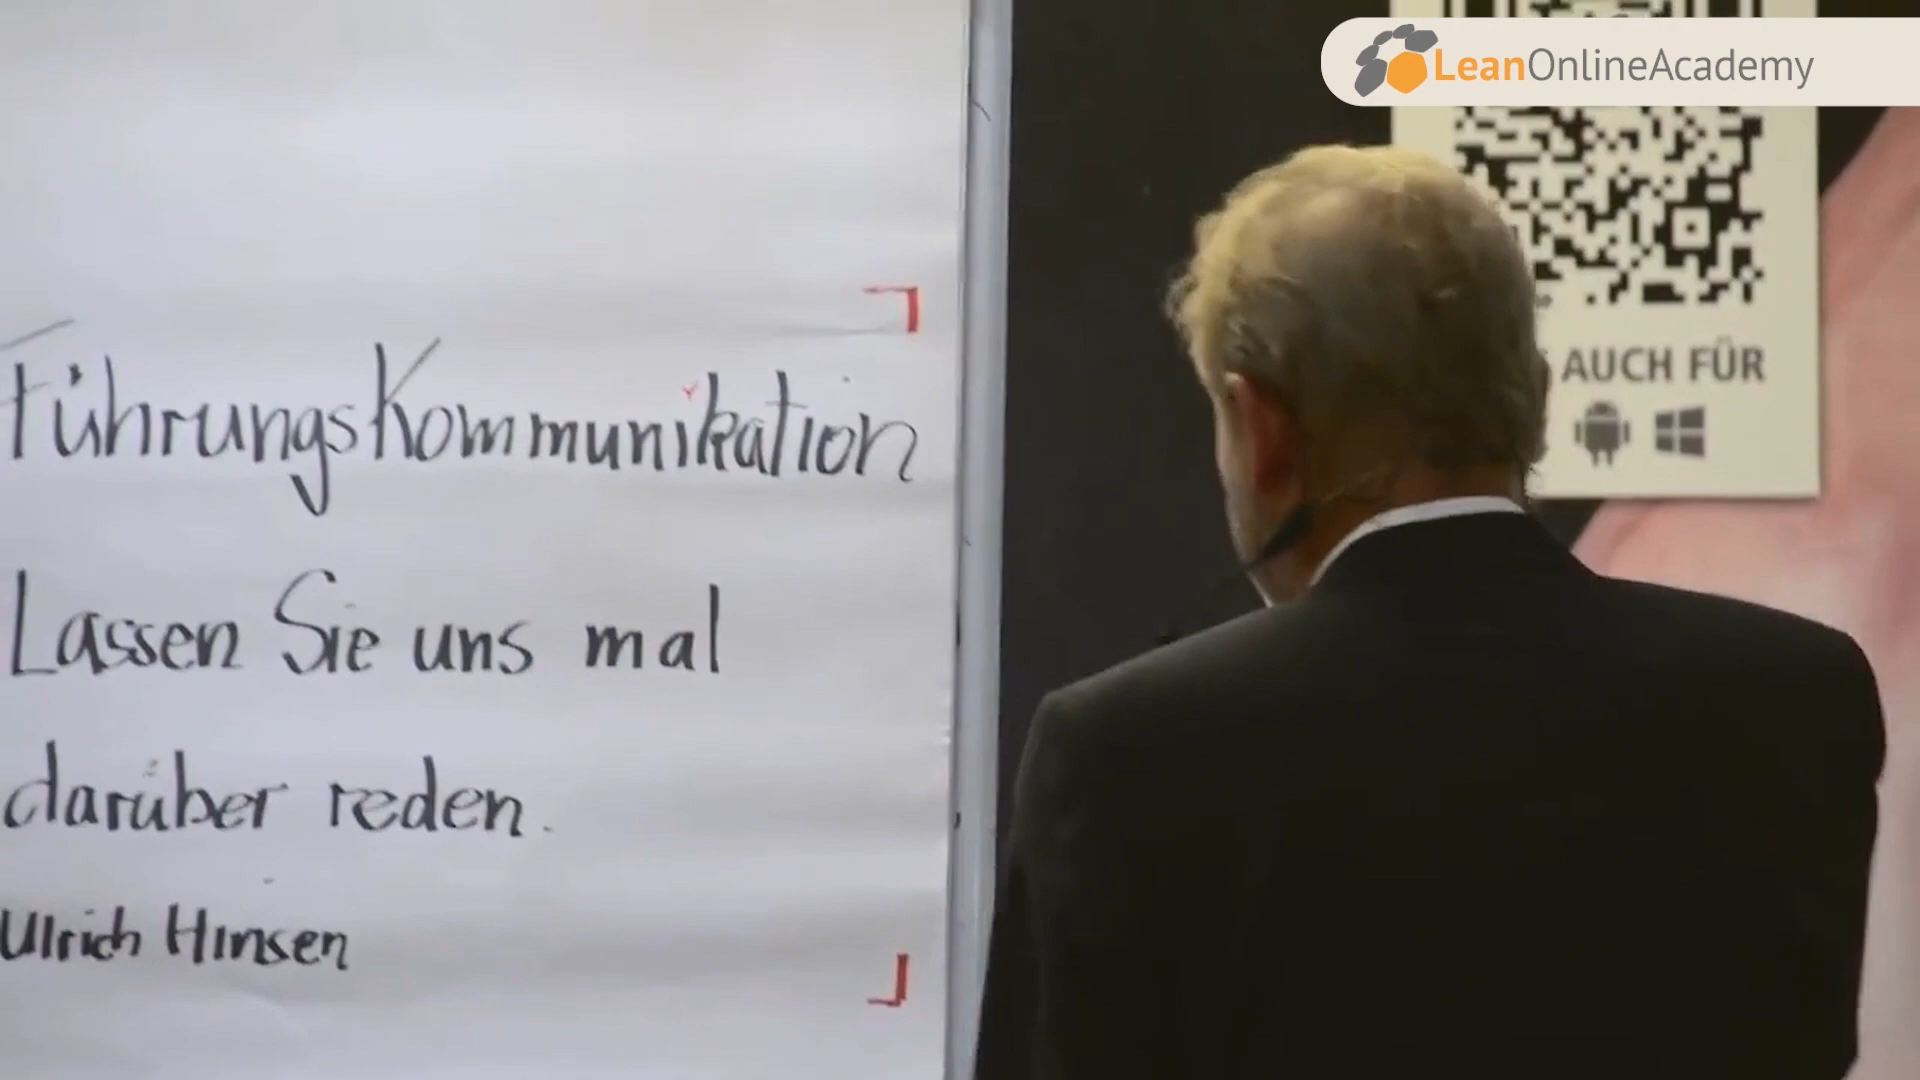 LeanOnlineAcademy
FührungsKommunikation
Lassen Sie uns mal
darüber reden.
Ulrich Hinsen
AUCH FÜR